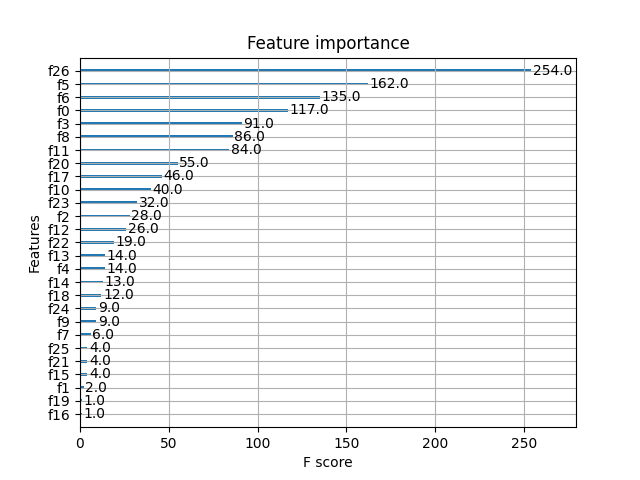 Feature importance
f26 254.0
f5 162.0
f6 135.0
f0 117.0
f3 91.0
f8 86.0
f11 84.0
f20 55.0
f17 46.0
f10 40.0
f23 32.0
f2 28.0
f12 26.0
f22 19.0
f13 14.0
f4 14.0
f14 13.0
f18 12.0
f24 9.0
f9 9.0
f7 6.0
f25 4.0
f21 4.0
f15 4.0
f1 2.0
f19 1.0
f16 1.0
Features
0 50 100 150 200 250
F score